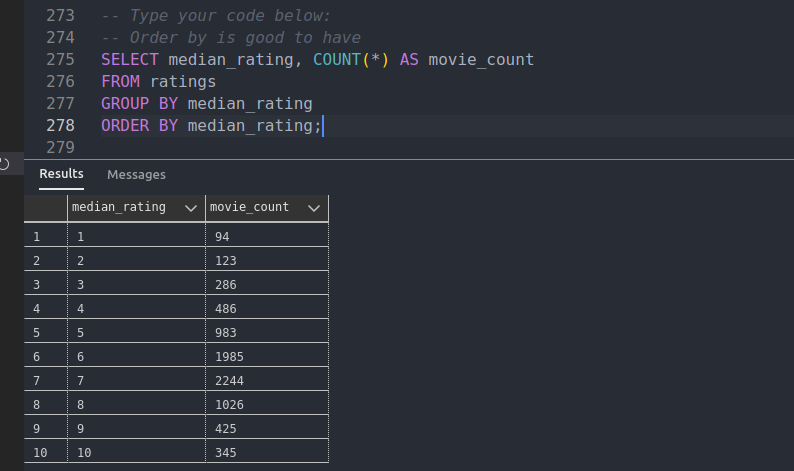 273 -- Type your code below:
274 -- Order by is good to have
275 SELECT median_rating, COUNT(*) AS movie_count
276 FROM ratings
277 GROUP BY median_rating
278 ORDER BY median_rating;
279
Results Messages
median_rating movie_count
1 1 94
2 2 123
3 3 286
4 4 486
5 5 983
6 6 1985
7 7 2244
8 8 1026
9 9 425
10 10 345